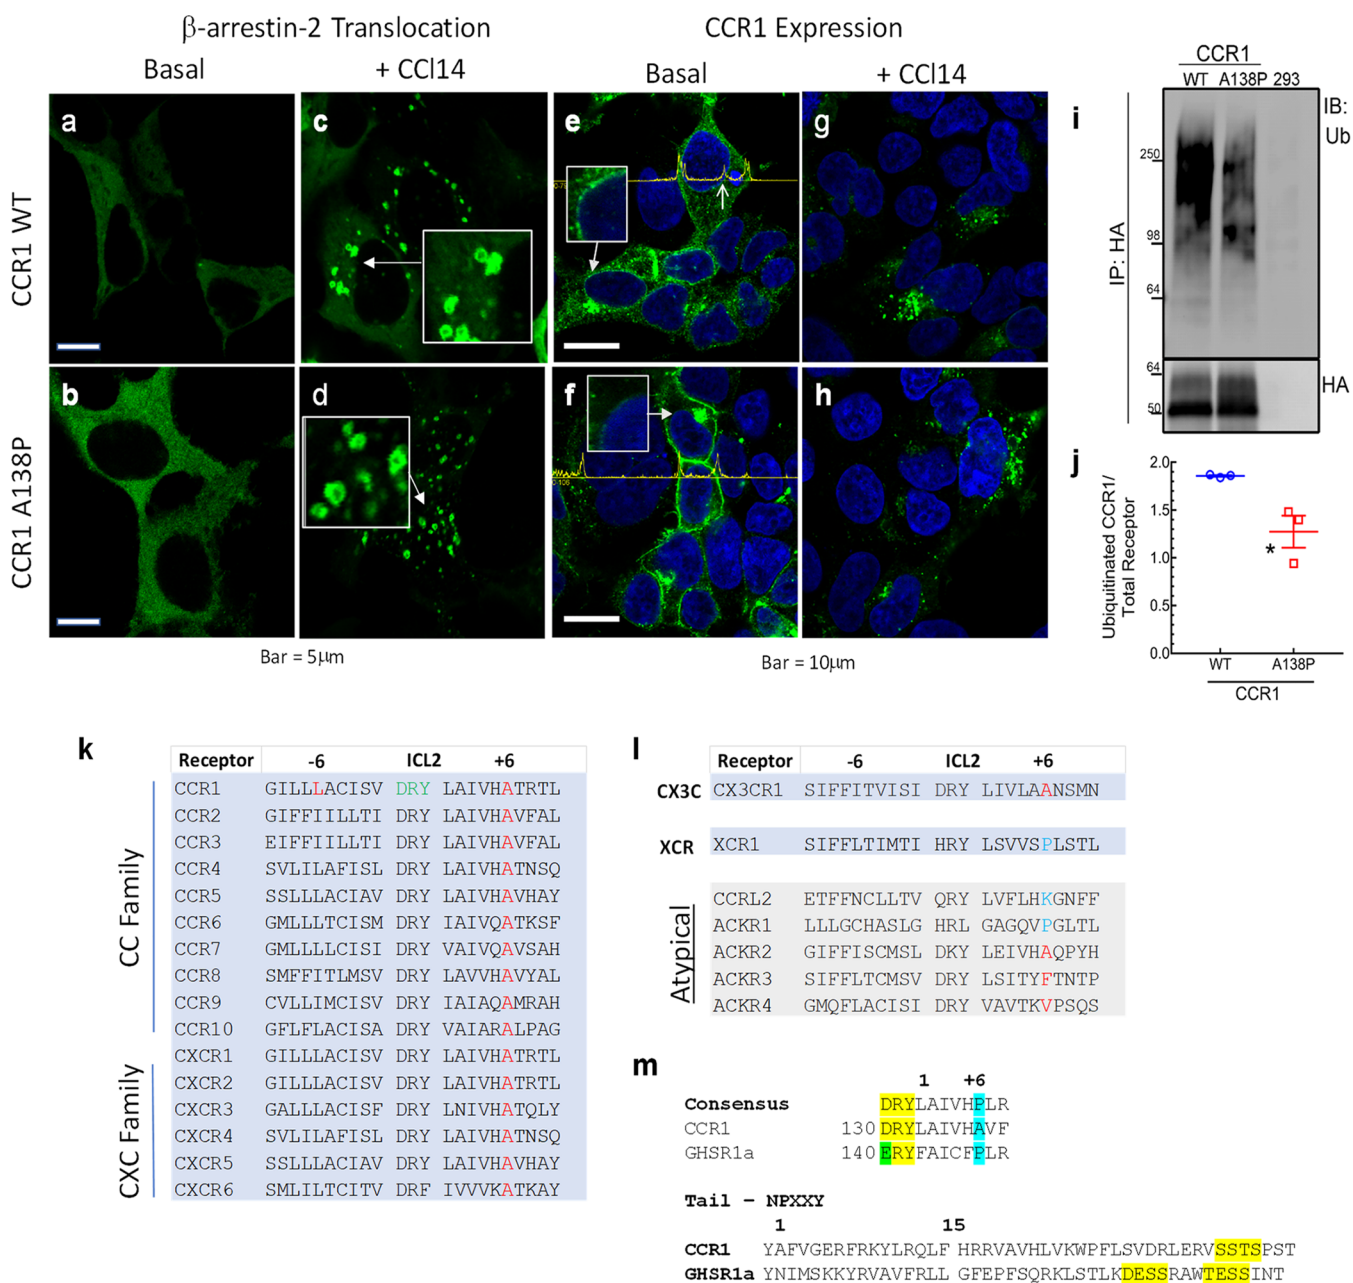 β-arrestin-2 Translocation
CCR1 Expression
Basal
+ CCl14
Basal
+ CCl14
CCR1 WT
CCR1 A138P
a
c
e
g
b
d
f
h
Bar = 5μm
Bar = 10μm
i
CCR1
WT A138P 293
IB:
Ub
IP: HA
250
98
64
64
50
HA
j
Ubiquitinated CCR1/
Total Receptor
2.0
1.5
1.0
0.5
0.0
*
WT A138P
CCR1
k
Receptor -6 ICL2 +6
CC Family
CCR1 GILLLACISV DRY LAIVHATRTL
CCR2 GIFFIILLTI DRY LAIVHAVFAL
CCR3 EIFFIILLTI DRY LAIVHAVFAL
CCR4 SVLILAFISL DRY LAIVHATNSQ
CCR5 SSLLLACIAV DRY LAIVHAVHAY
CCR6 GMLLLTCISM DRY IAIVQATKSF
CCR7 GMLLLLCISI DRY VAIVQAVSAH
CCR8 SMFFITLMSV DRY LAVVHAVYAL
CCR9 CVLLIMCISV DRY IAIAQAMRAH
CCR10 GFLFLACISA DRY VAIARALPAG
CXC Family
CXCR1 GILLLACISV DRY LAIVHATRTL
CXCR2 GILLLACISV DRY LAIVHATRTL
CXCR3 GALLLACISF DRY LNIVHATQLY
CXCR4 SVLILAFISL DRY LAIVHATNSQ
CXCR5 SSLLLACIAV DRY LAIVHAVHAY
CXCR6 SMLILTCITV DRF IVVVKATKAY
l
Receptor -6 ICL2 +6
CX3C CX3CR1 SIFFITVISI DRY LIVLAANSMN
XCR XCR1 SIFFLTIMTI HRY LSVVSPLSTL
Atypical
CCRL2 ETFFNCLLTV QRY LVFLHKGNFF
ACKR1 LLLGCHASLG HRL GAGQVPGLTL
ACKR2 GIFFISCMSL DKY LEIVHAQPYH
ACKR3 SIFFLTCMSV DRY LSITYFTNTP
ACKR4 GMQFLACISI DRY VAVTKVPSQS
m
1 +6
Consensus DRYLAIVHPLR
CCR1 130 DRYLAIVHAVF
GHSR1a 140 ERYFAICFPLR
Tail – NPXXY
1 15
CCR1 YAFVGERFRKYLRQLF HRRVAVHLVKWPFLSVDRLERVSSTSPST
GHSR1a YNIMSKKYRVAVFRLL GFEPFSQRKLSTLKDESSRAWTESSINT